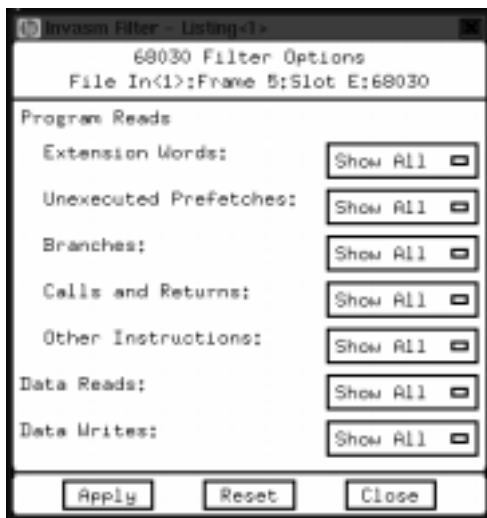 hp Invasm Filter - Listing<1>
68030 Filter Options
File In<1>:Frame 5:Slot E:68030
Program Reads
Extension Words: Show All
Unexecuted Prefetches: Show All
Branches: Show All
Calls and Returns: Show All
Other Instructions: Show All
Data Reads: Show All
Data Writes: Show All
Apply Reset Close